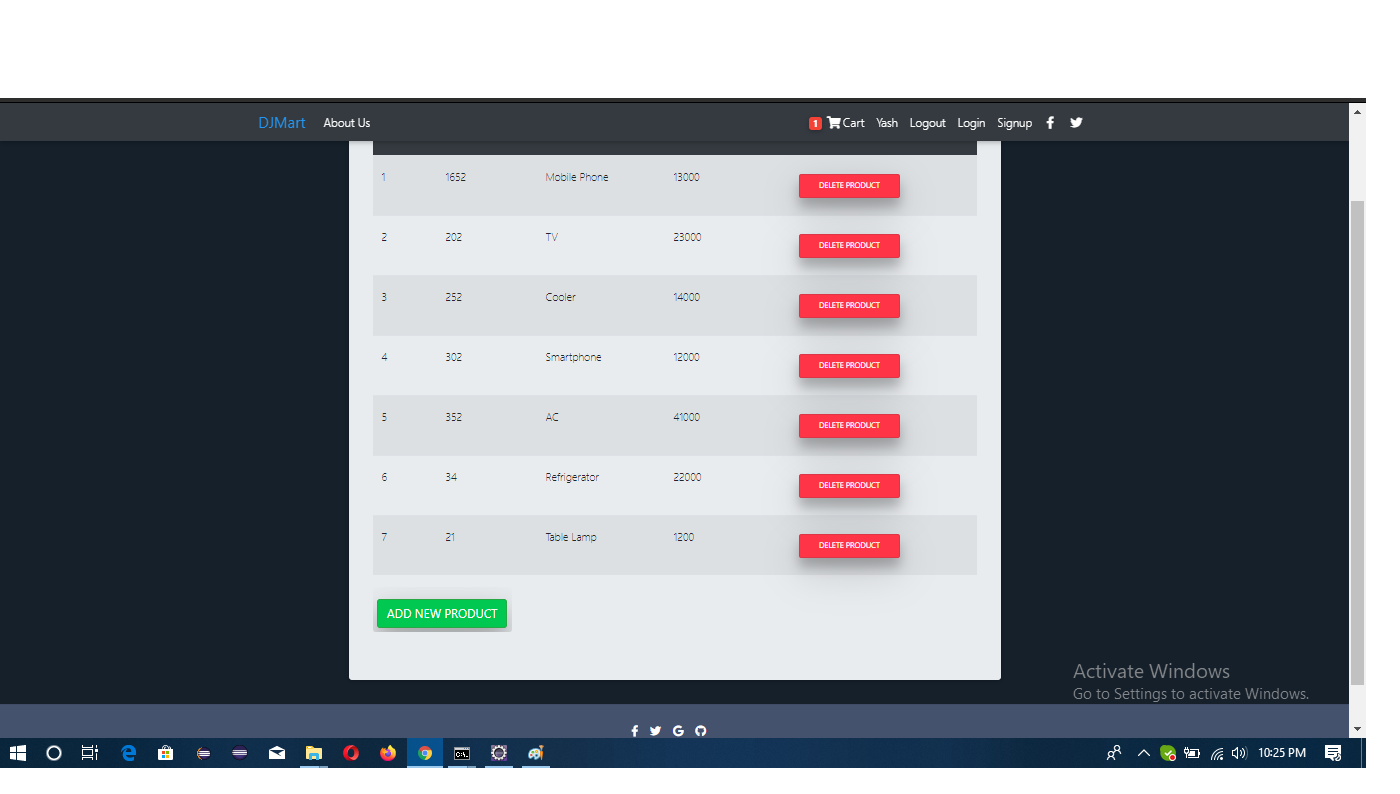 DJMart About Us 1 Cart Yash Logout Login Signup
1 1652 Mobile Phone 13000 DELETE PRODUCT
2 202 TV 23000 DELETE PRODUCT
3 252 Cooler 14000 DELETE PRODUCT
4 302 Smartphone 12000 DELETE PRODUCT
5 352 AC 41000 DELETE PRODUCT
6 34 Refrigerator 22000 DELETE PRODUCT
7 21 Table Lamp 1200 DELETE PRODUCT
ADD NEW PRODUCT
Activate Windows
Go to Settings to activate Windows.
10:25 PM